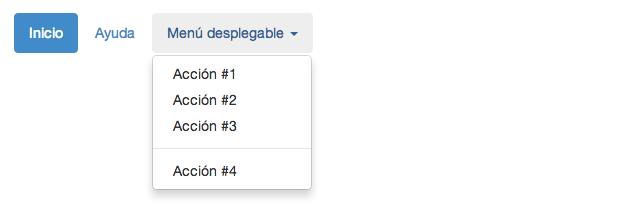 Inicio Ayuda Menú desplegable
Acción #1
Acción #2
Acción #3
Acción #4